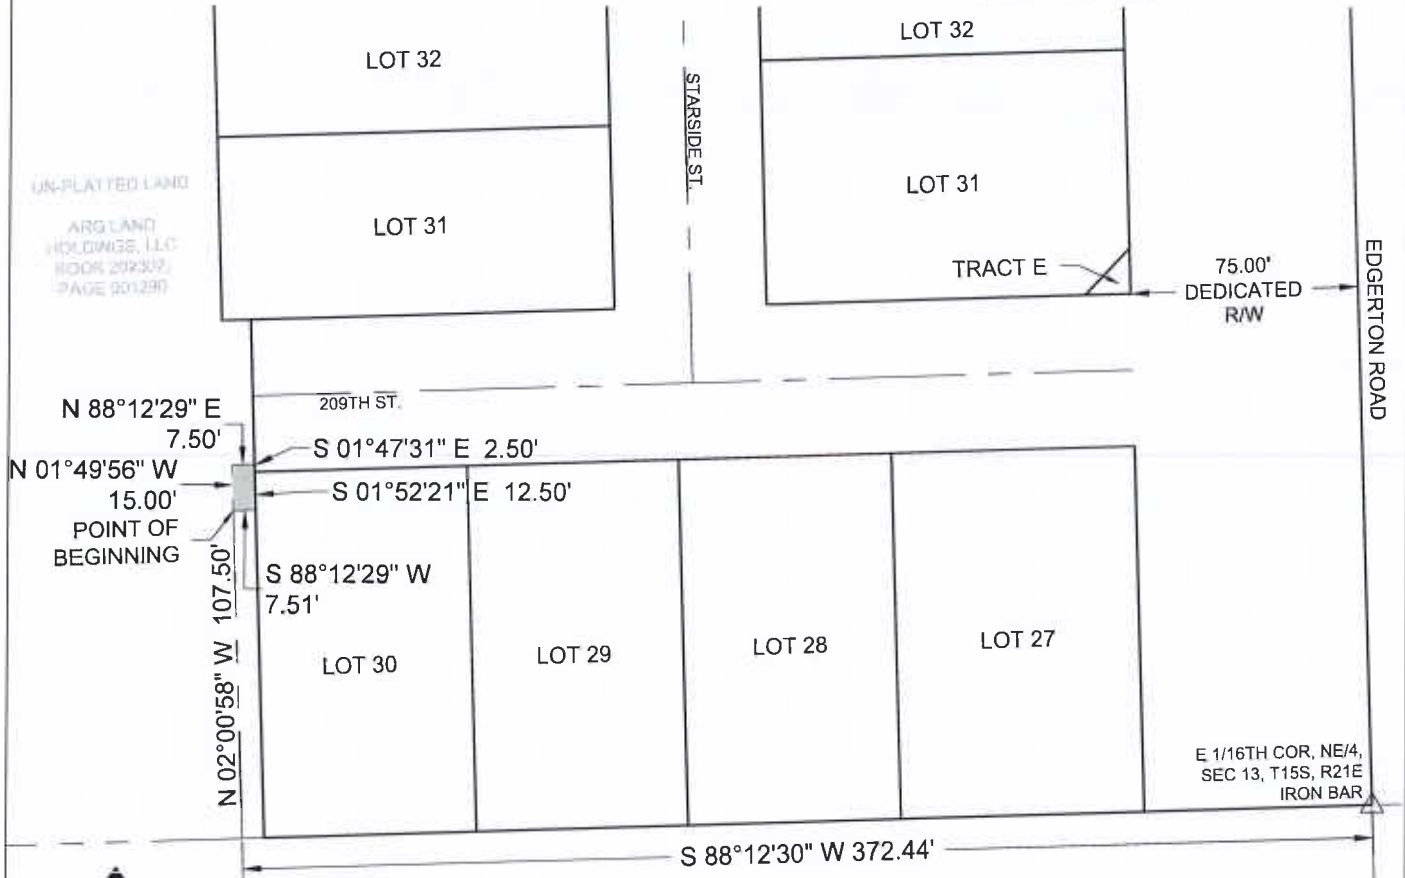 LOT 32
LOT 32
STARSIDE ST.
UN-PLATTED LAND
ARG LAND
HOLDINGS, LLC
LOT 31
LOT 31
TRACT E
75.00'
DEDICATED
R/W
EDGERTON ROAD
209TH ST.
N 88°12'29" E
7.50'
S 01°47'31" E 2.50'
N 01°49'56" W
15.00'
S 01°52'21" E 12.50'
POINT OF
BEGINNING
S 88°12'29" W
7.51'
N 02°00'58" W 107.50'
LOT 30
LOT 29
LOT 28
LOT 27
E 1/16TH COR, NE/4,
SEC 13, T15S, R21E
IRON BAR
S 88°12'30" W 372.44'